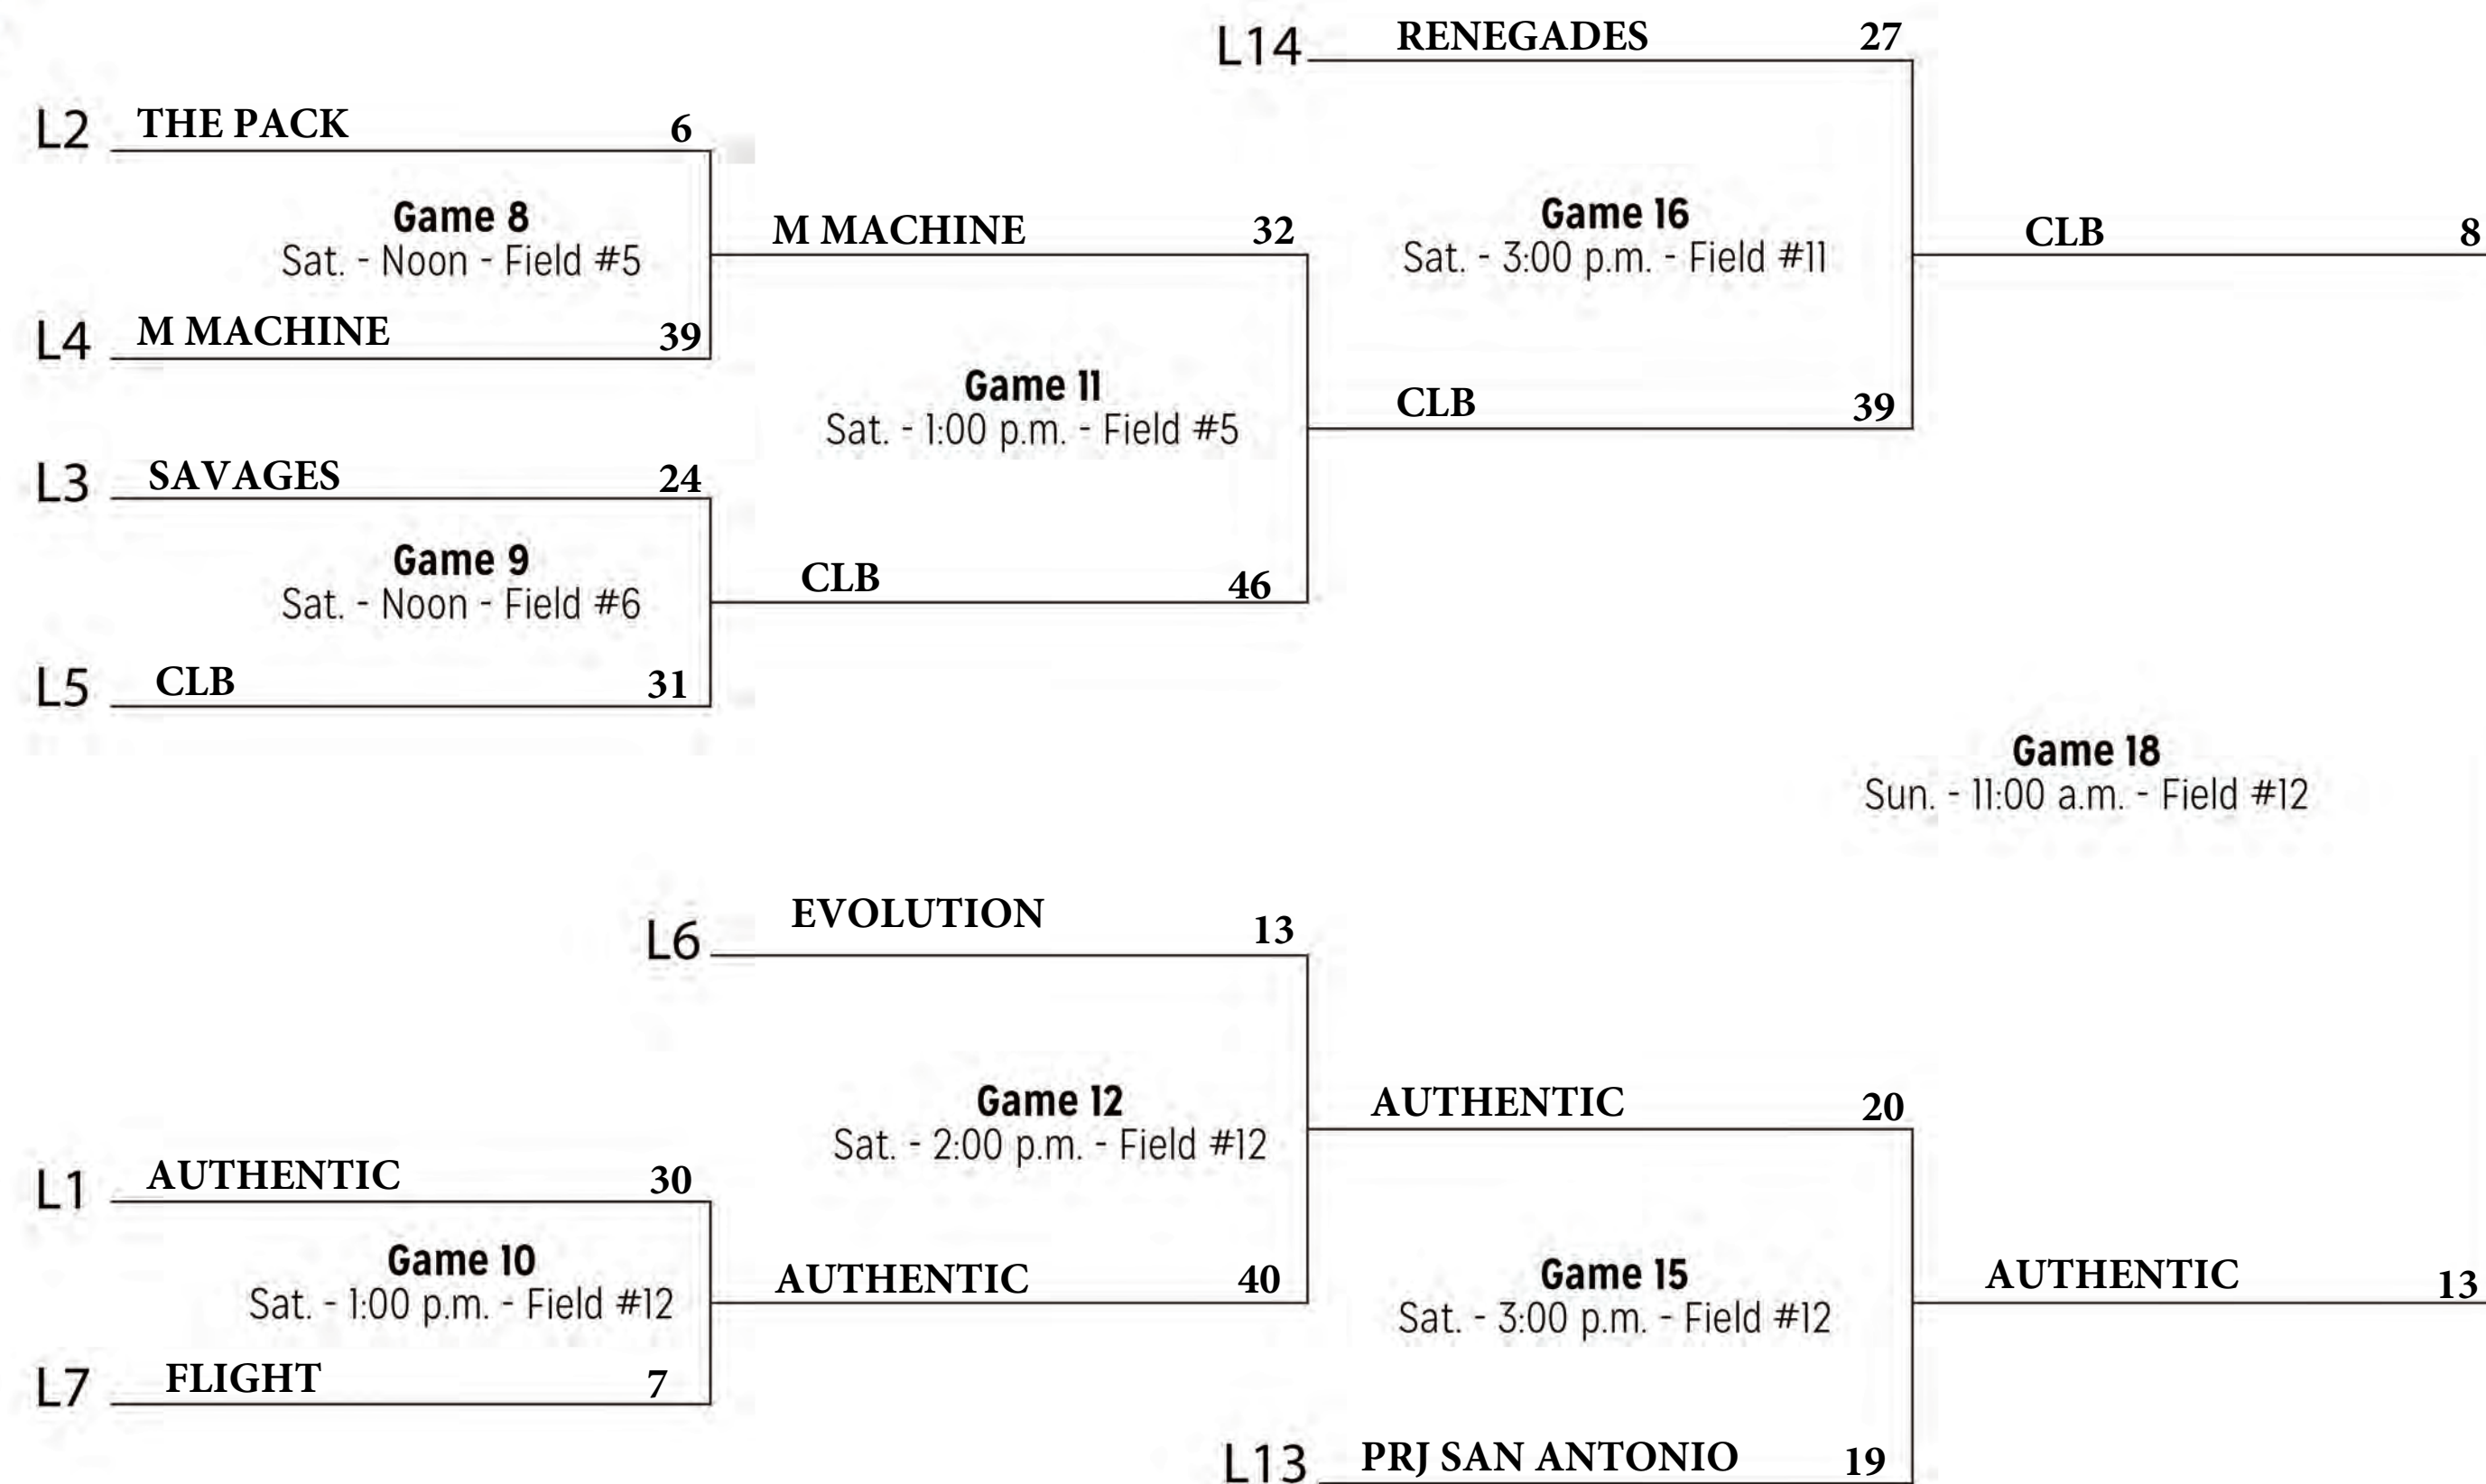 L14 RENEGADES 27
L2 THE PACK 6
Game 8
Sat. - Noon - Field #5
L4 M MACHINE 39
M MACHINE 32
Game 16
Sat. - 3:00 p.m. - Field #11
CLB 8
Game 11
Sat. - 1:00 p.m. - Field #5
CLB 39
L3 SAVAGES 24
Game 9
Sat. - Noon - Field #6
L5 CLB 31
CLB 46
Game 18
Sun. - 11:00 a.m. - Field #12
L6 EVOLUTION 13
Game 12
Sat. - 2:00 p.m. - Field #12
AUTHENTIC 20
L1 AUTHENTIC 30
Game 10
Sat. - 1:00 p.m. - Field #12
L7 FLIGHT 7
AUTHENTIC 40
Game 15
Sat. - 3:00 p.m. - Field #12
AUTHENTIC 13
L13 PRJ SAN ANTONIO 19